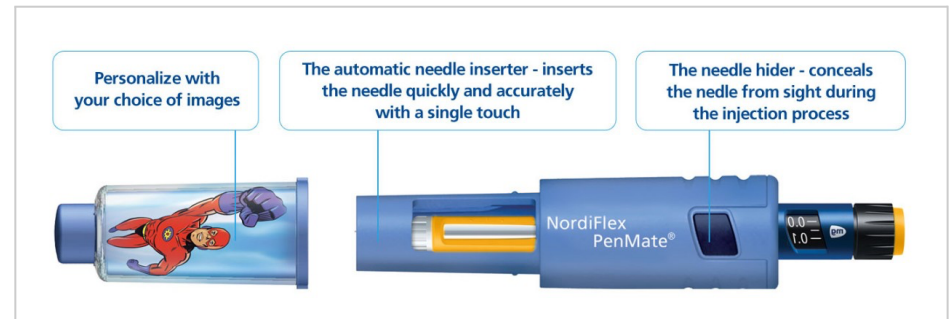 Personalize with
your choice of images
The automatic needle inserter - inserts
the needle quickly and accurately
with a single touch
The needle hider - conceals
the nedle from sight during
the injection process
NordiFlex
PenMate®
0.0
0.1
mg